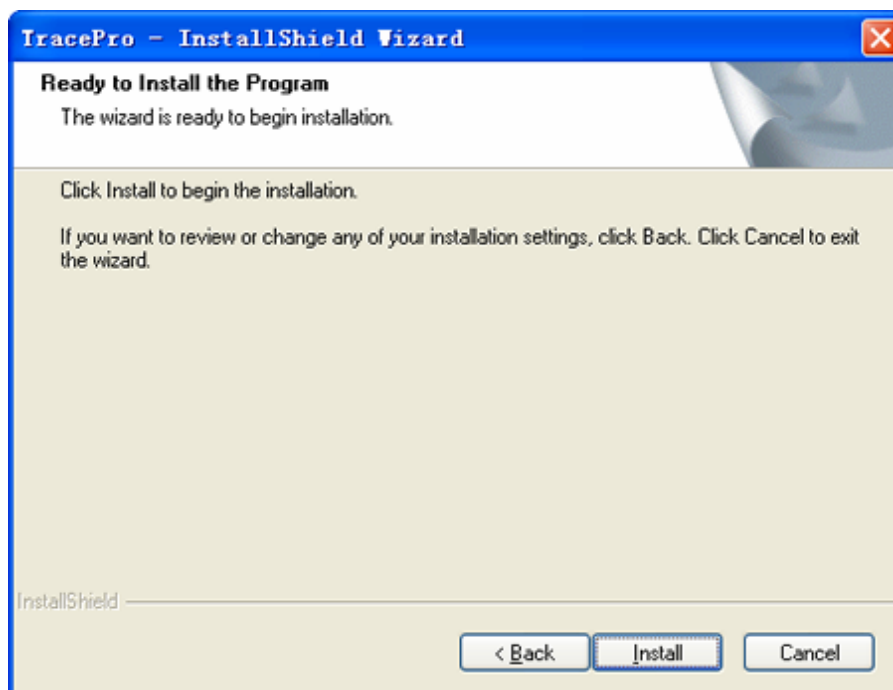 TracePro - InstallShield Wizard
Ready to Install the Program
The wizard is ready to begin installation.
Click Install to begin the installation.
If you want to review or change any of your installation settings, click Back. Click Cancel to exit
the wizard.
InstallShield
< Back Install Cancel